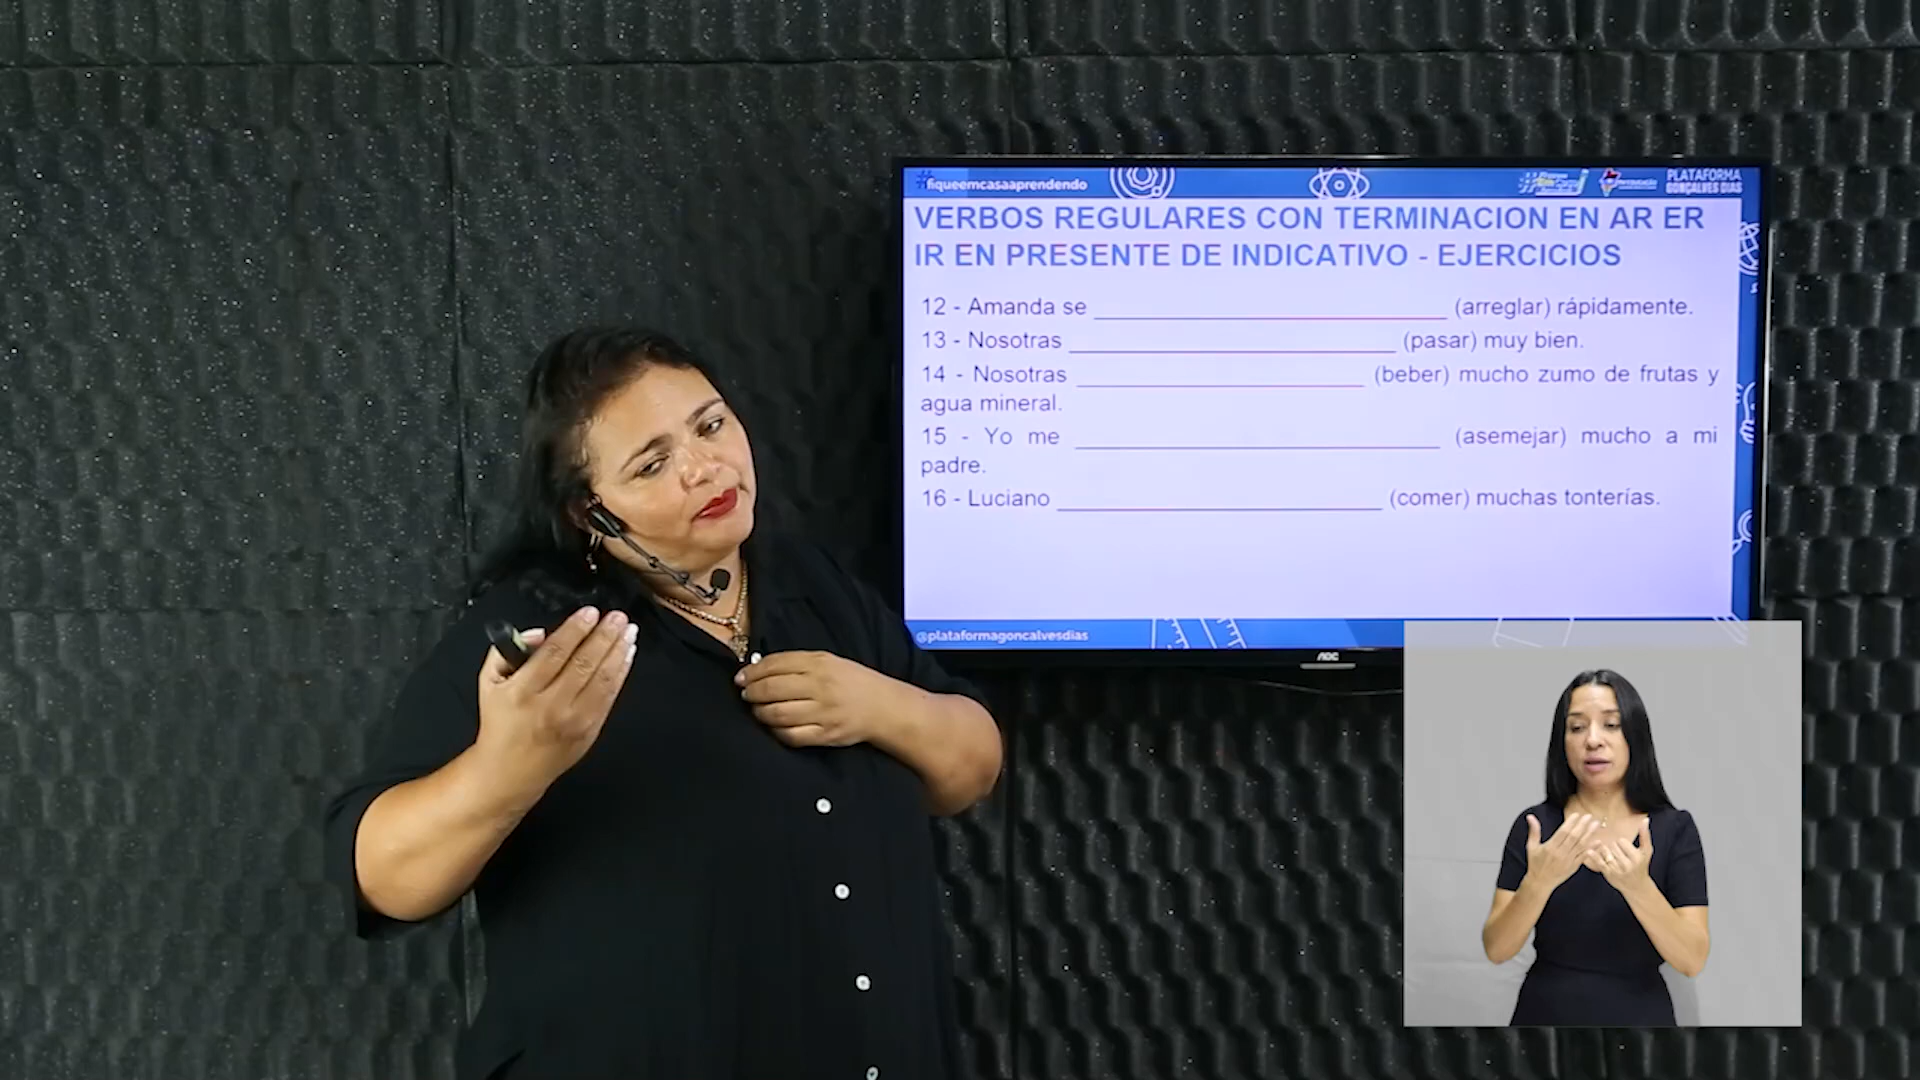 #fiqueemcasaaprendendo
PLATAFORMA
GONÇALVES DIAS
VERBOS REGULARES CON TERMINACION EN AR ER
IR EN PRESENTE DE INDICATIVO - EJERCICIOS
12 - Amanda se ____________________ (arreglar) rápidamente.
13 - Nosotras ____________________ (pasar) muy bien.
14 - Nosotras ____________________ (beber) mucho zumo de frutas y
agua mineral.
15 - Yo me ____________________ (asemejar) mucho a mi
padre.
16 - Luciano ____________________ (comer) muchas tonterías.
@plataformagoncalvesdias
AOC